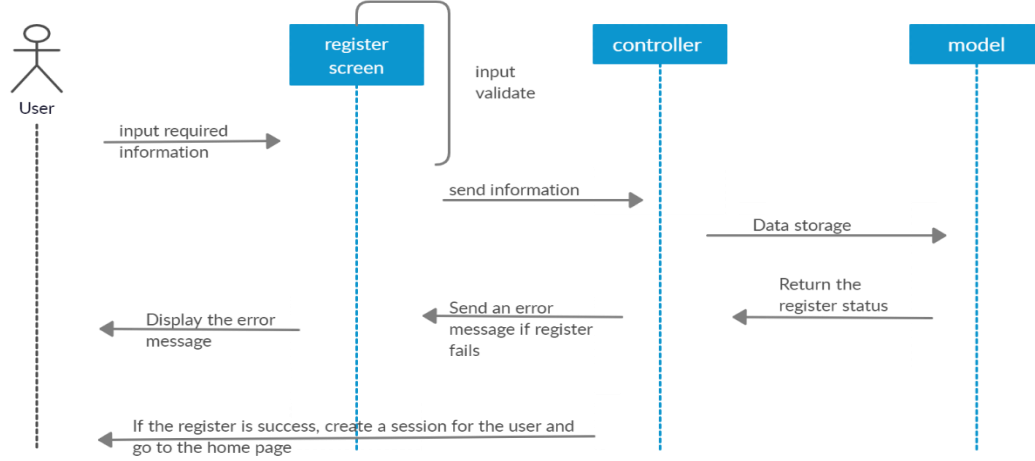 register
screen
controller
model
input
validate
User
input required
information
send information
Data storage
Return the
register status
Send an error
message if register
fails
Display the error
message
If the register is success, create a session for the user and
go to the home page